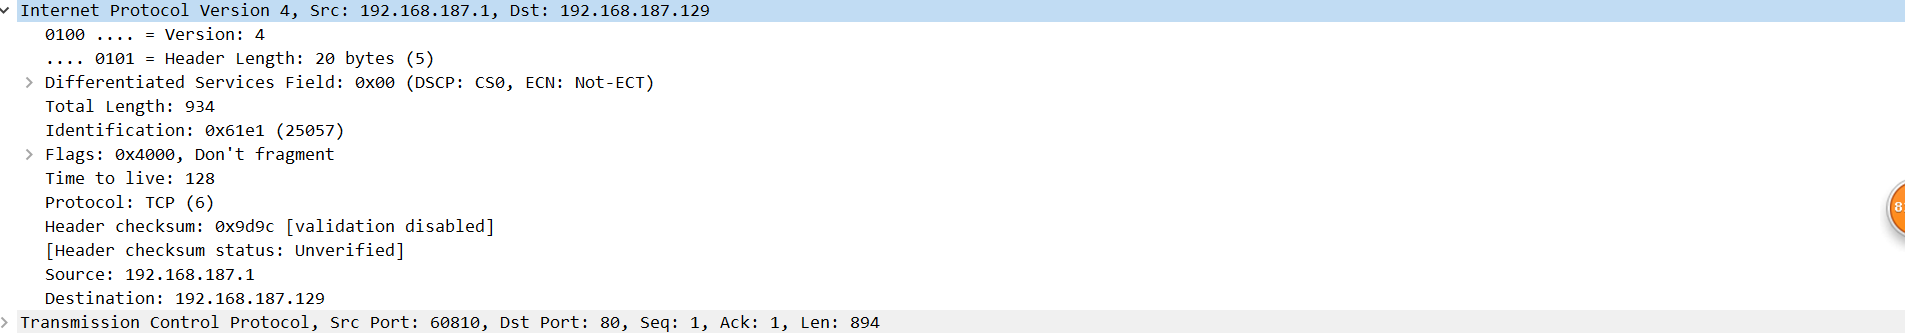 Internet Protocol Version 4, Src: 192.168.187.1, Dst: 192.168.187.129
0100 .... = Version: 4
.... 0101 = Header Length: 20 bytes (5)
Differentiated Services Field: 0x00 (DSCP: CS0, ECN: Not-ECT)
Total Length: 934
Identification: 0x61e1 (25057)
Flags: 0x4000, Don't fragment
Time to live: 128
Protocol: TCP (6)
Header checksum: 0x9d9c [validation disabled]
[Header checksum status: Unverified]
Source: 192.168.187.1
Destination: 192.168.187.129
Transmission Control Protocol, Src Port: 60810, Dst Port: 80, Seq: 1, Ack: 1, Len: 894